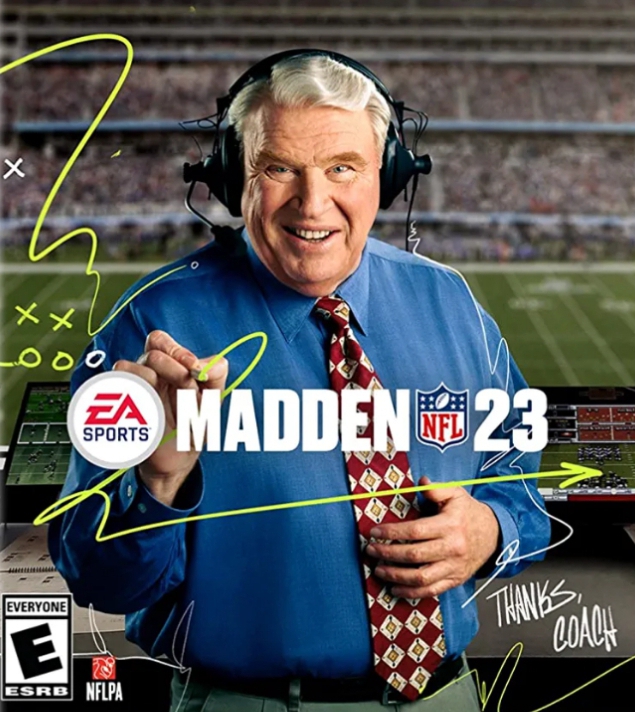 EA
SPORTS
MADDEN NFL 23
THANKS,
COACH
EVERYONE
E
ESRB
NFLPA